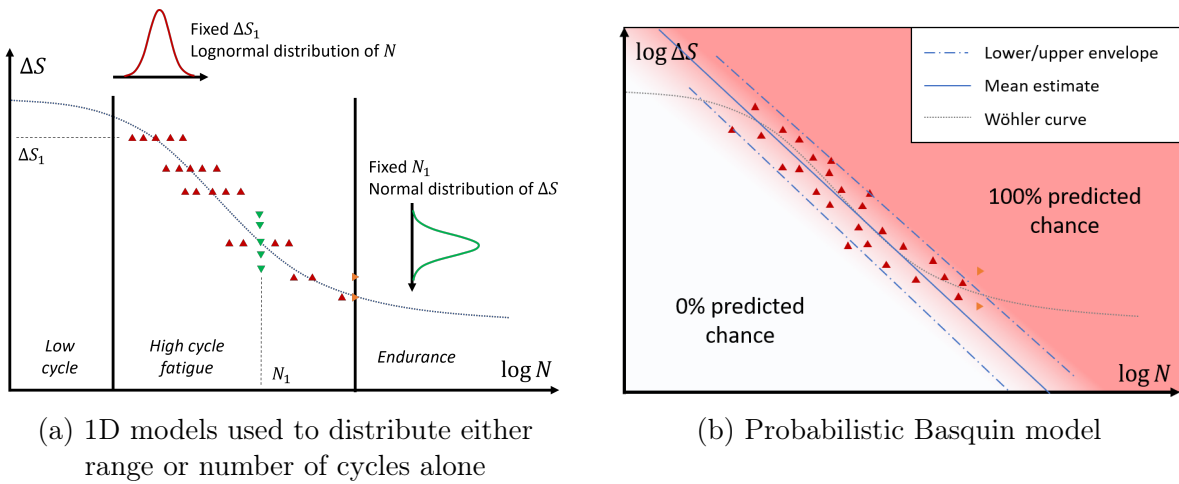 Fixed ΔS₁
Lognormal distribution of N
ΔS
ΔS₁
Fixed N₁
Normal distribution of ΔS
Low
cycle
High cycle
fatigue
N₁
Endurance
log N
(a) 1D models used to distribute either
range or number of cycles alone
log ΔS
Lower/upper envelope
Mean estimate
Wöhler curve
100% predicted
chance
0% predicted
chance
log N
(b) Probabilistic Basquin model